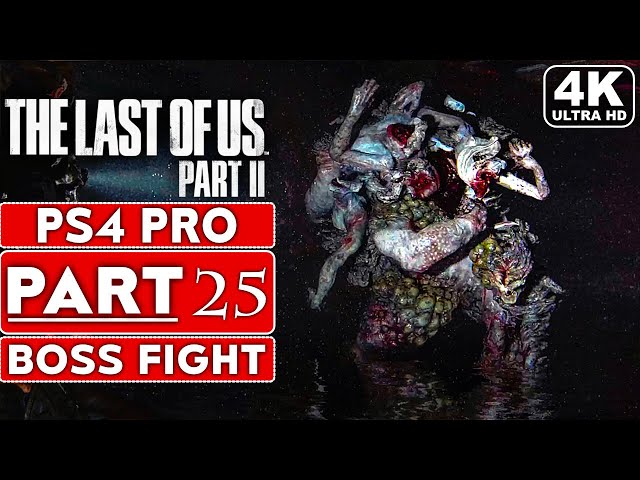 THE LAST OF US
PART II
4K
ULTRA HD
PS4 PRO
PART 25
BOSS FIGHT